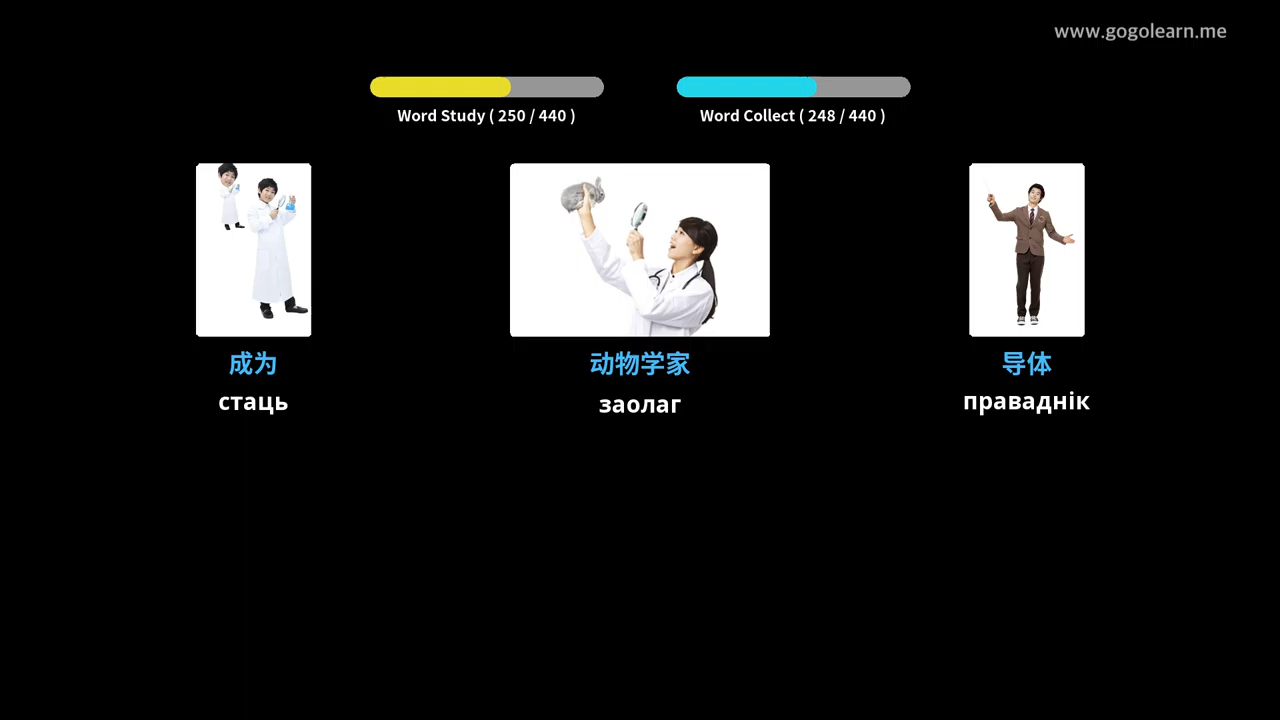 www.gogolearn.me
Word Study ( 250 / 440 )
Word Collect ( 248 / 440 )
成为
стаць
动物学家
заолаг
导体
праваднік